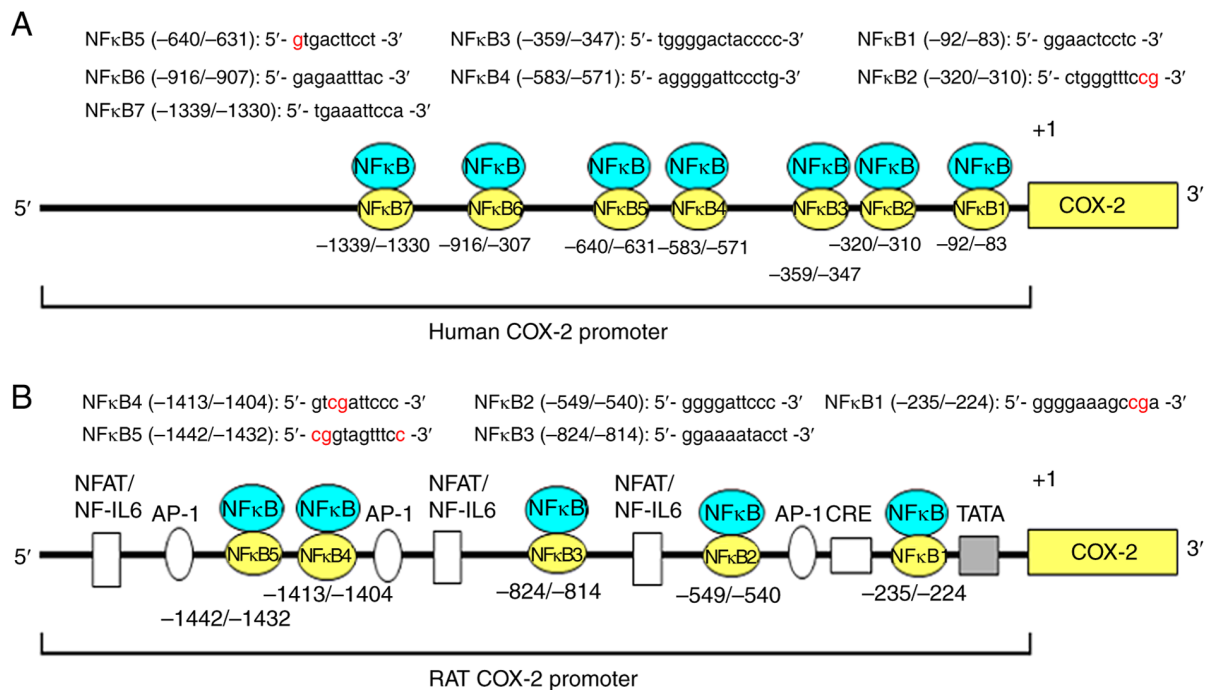 A
NFκB5 (–640/–631): 5′- gtgacttcct -3′
NFκB3 (–359/–347): 5′- tggggactacccc-3′
NFκB1 (–92/–83): 5′- ggaactcctc -3′
NFκB6 (–916/–907): 5′- gagaatttac -3′
NFκB4 (–583/–571): 5′- aggggattccctg-3′
NFκB2 (–320/–310): 5′- ctgggtttccg -3′
NFκB7 (–1339/–1330): 5′- tgaaattcca -3′
+1
NFκB NFκB NFκB NFκB NFκB NFκB NFκB
5′ NFκB7 NFκB6 NFκB5 NFκB4 NFκB3 NFκB2 NFκB1 COX-2 3′
–1339/–1330 –916/–307 –640/–631 –583/–571 –320/–310 –92/–83
–359/–347
Human COX-2 promoter
B
NFκB4 (–1413/–1404): 5′- gtcgattccc -3′
NFκB2 (–549/–540): 5′- ggggattccc -3′
NFκB1 (–235/–224): 5′- ggggaaagccga -3′
NFκB5 (–1442/–1432): 5′- cggtagtttcc -3′
NFκB3 (–824/–814): 5′- ggaaaatacct -3′
+1
NFAT/ NFAT/ NFAT/
NF-IL6 AP-1 NFκB NFκB AP-1 NF-IL6 NFκB NF-IL6 NFκB AP-1 CRE NFκB TATA
5′ NFκB5 NFκB4 NFκB3 NFκB2 NFκB1 COX-2 3′
–1413/–1404 –824/–814 –549/–540 –235/–224
–1442/–1432
RAT COX-2 promoter